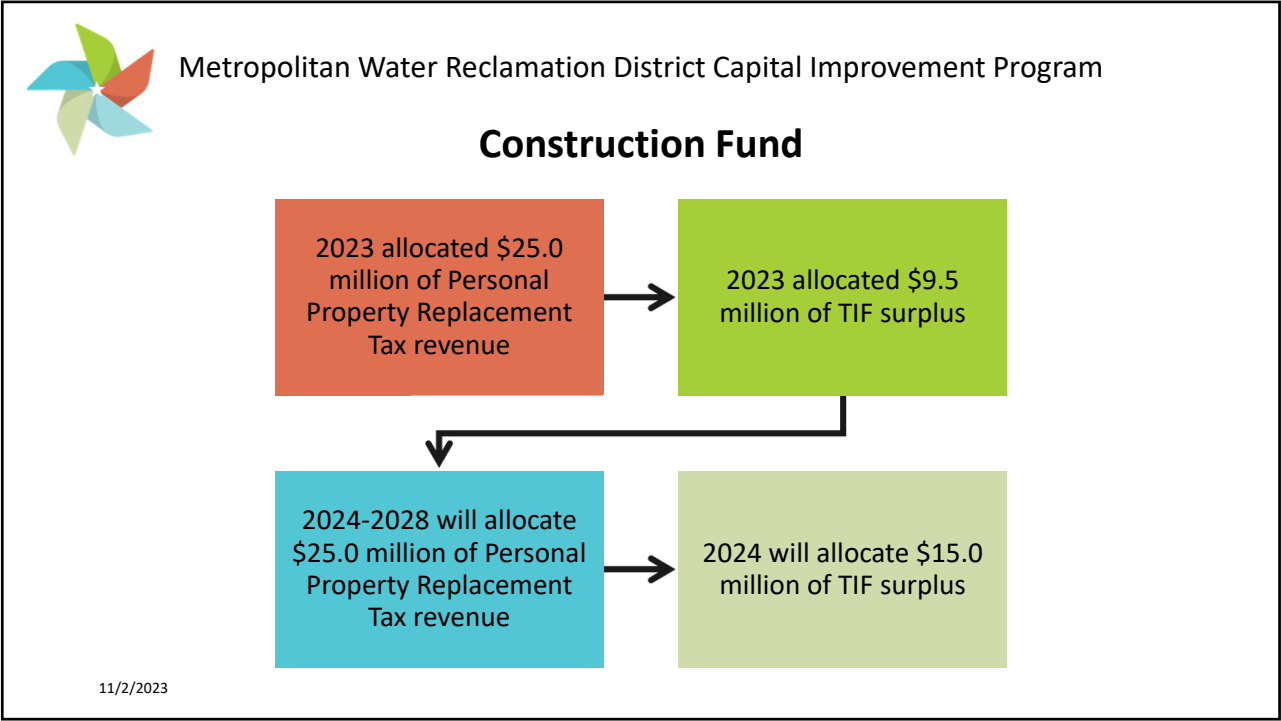 Metropolitan Water Reclamation District Capital Improvement Program
Construction Fund
2023 allocated $25.0
million of Personal
Property Replacement
Tax revenue
2023 allocated $9.5
million of TIF surplus
2024-2028 will allocate
$25.0 million of Personal
Property Replacement
Tax revenue
2024 will allocate $15.0
million of TIF surplus
11/2/2023